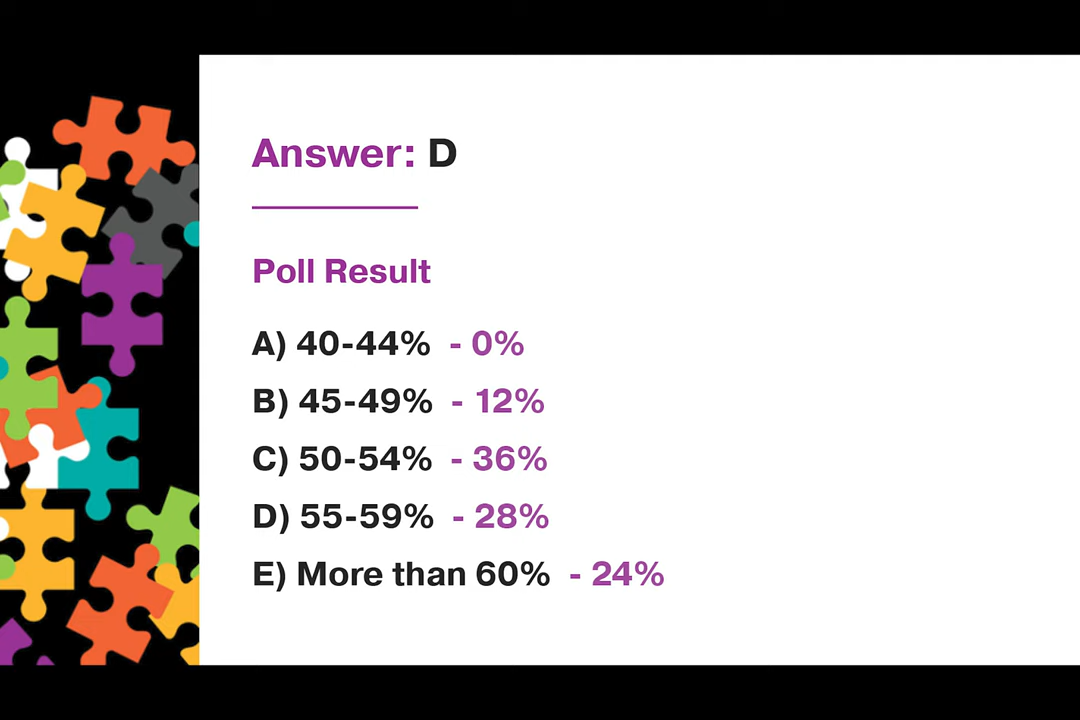 Answer: D
Poll Result
A) 40-44% - 0%
B) 45-49% - 12%
C) 50-54% - 36%
D) 55-59% - 28%
E) More than 60% - 24%